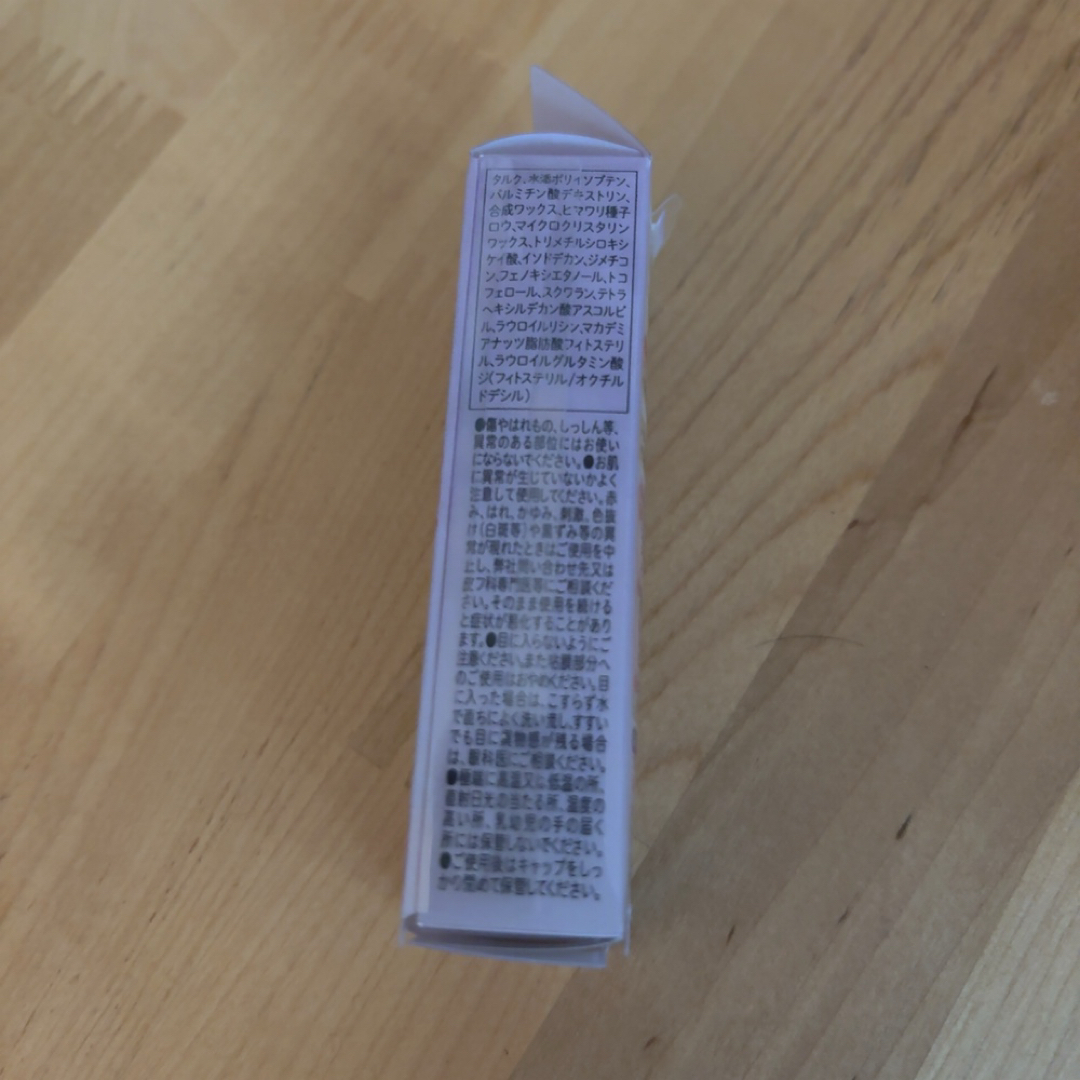 タルク、水添ポリイソブテン、
パルミチン酸デキストリン、
合成ワックス、ヒマワリ種子
ロウ、マイクロクリスタリン
ワックス、トリメチルシロキシ
ケイ酸、イソドデカン、ジメチコ
ン、フェノキシエタノール、トコ
フェロール、スクワラン、テトラ
ヘキシルデカン酸アスコルビ
ル、ラウロイルリシン、マカデミ
アナッツ脂肪酸フィトステリ
ル、ラウロイルグルタミン酸
ジ(フィトステリル/オクチル
ドデシル)
●傷やはれもの、しっしん等、
異常のある部位にはお使い
にならないでください。●お肌
に異常が生じていないかよく
注意して使用してください。赤
み、はれ、かゆみ、刺激、色抜
け(白斑等)や黒ずみ等の異
常が現れたときはご使用を中
止し、弊社問い合わせ先又は
皮フ科専門医等にご相談くだ
さい。そのまま使用を続ける
と症状が悪化することがあり
ます。●目に入らないようにご
注意ください。また粘膜部分へ
のご使用はおやめください。目
に入った場合は、こすらず水
で直ちによく洗い流し、すすい
でも目に異物感が残る場合
は、眼科医にご相談ください。
●極端に高温又は低温の所、
直射日光の当たる所、湿度の
高い所、乳幼児の手の届く
所には保管しないでください。
●ご使用後はキャップをしっ
かり閉めて保管してください。